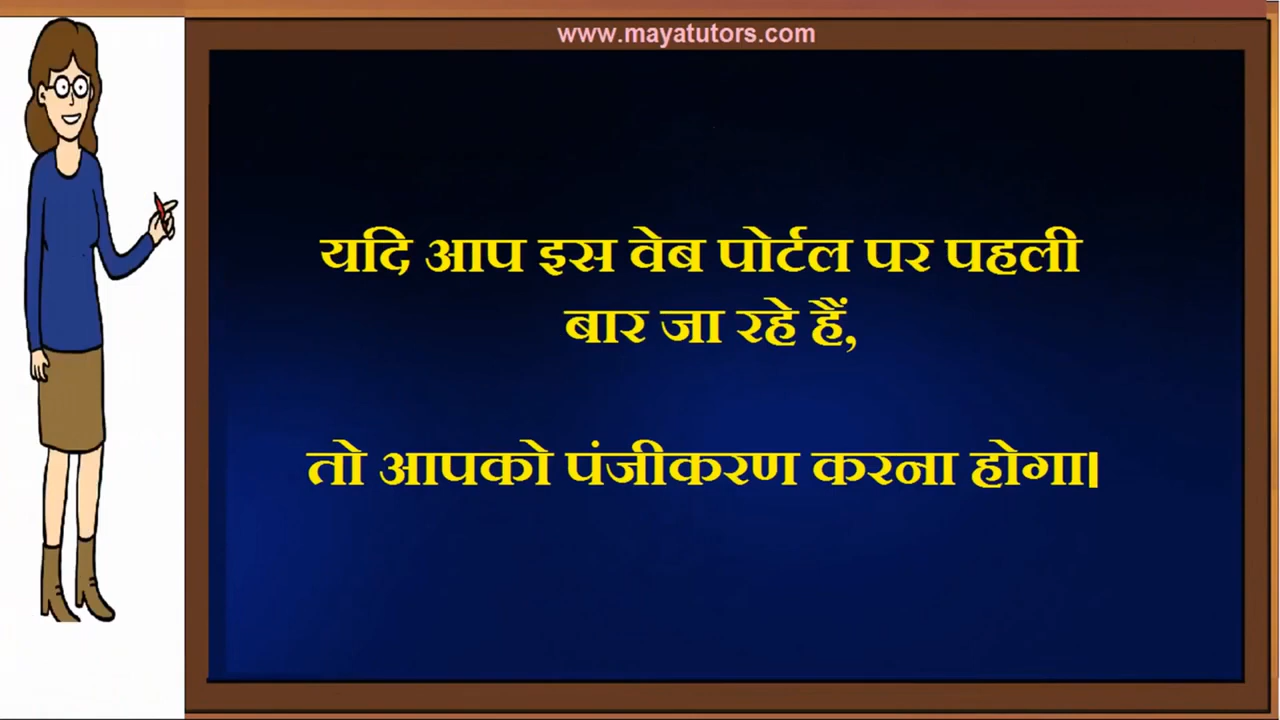 www.mayatutors.com
यदि आप इस वेब पोर्टल पर पहली
बार जा रहे हैं,
तो आपको पंजीकरण करना होगा।